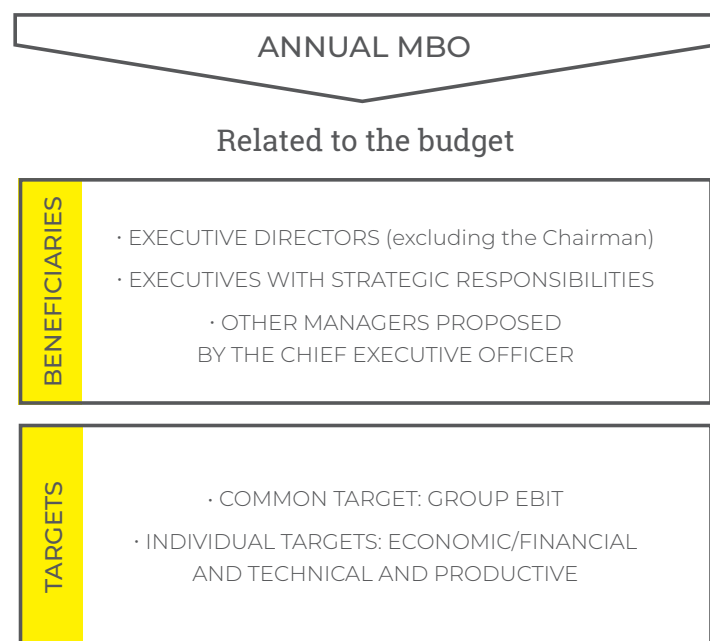 ANNUAL MBO
Related to the budget
BENEFICIARIES
· EXECUTIVE DIRECTORS (excluding the Chairman)
· EXECUTIVES WITH STRATEGIC RESPONSIBILITIES
· OTHER MANAGERS PROPOSED
BY THE CHIEF EXECUTIVE OFFICER
TARGETS
· COMMON TARGET: GROUP EBIT
· INDIVIDUAL TARGETS: ECONOMIC/FINANCIAL
AND TECHNICAL AND PRODUCTIVE